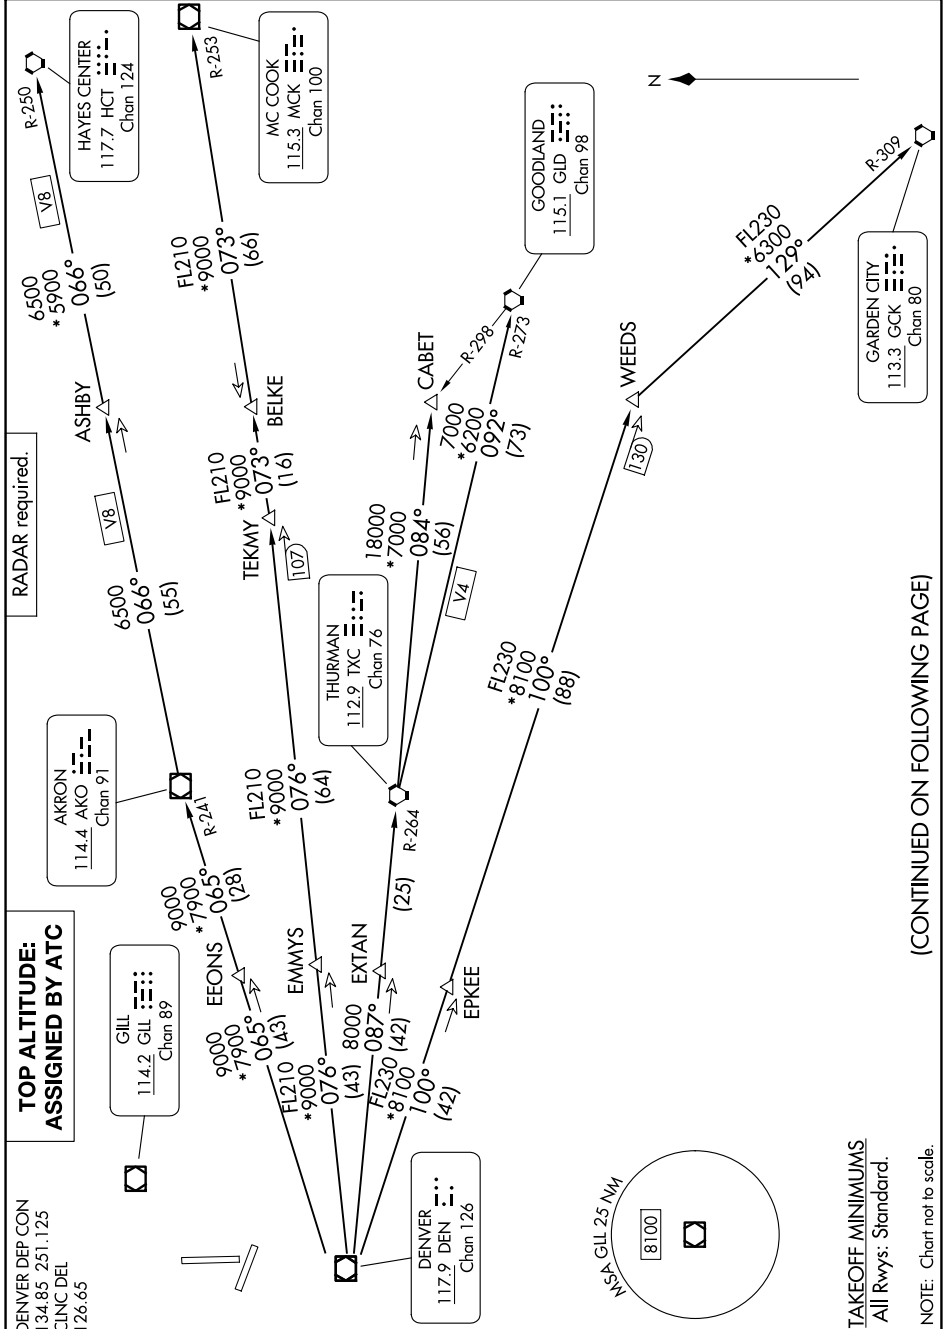 DENVER DEP CON
134.85 251.125
CLNC DEL
126.65
TOP ALTITUDE:
ASSIGNED BY ATC
RADAR required.
GILL
114.2 GLL
Chan 89
AKRON
114.4 AKO
Chan 91
HAYES CENTER
117.7 HCT
Chan 124
MC COOK
115.3 MCK
Chan 100
THURMAN
112.9 TXC
Chan 76
GOODLAND
115.1 GLD
Chan 98
GARDEN CITY
113.3 GCK
Chan 80
DENVER
117.9 DEN
Chan 126
9000
*7900
065°
(43)
EEONS
9000
*7900
065°
(28)
R-241
6500
066°
(55)
V8
ASHBY
6500
*5900
066°
(50)
V8
R-250
FL210
*9000
076°
(43)
EMMYS
FL210
*9000
076°
(64)
TEKMY
107
FL210
*9000
073°
(16)
BELKE
FL210
*9000
073°
(66)
R-253
8000
087°
(42)
EXTAN
(25)
R-264
18000
*7000
084°
(56)
CABET
R-298
V4
7000
*6200
092°
(73)
R-273
FL230
*8100
100°
(42)
EPKEE
FL230
*8100
100°
(88)
130
WEEDS
FL230
*6300
129°
(94)
R-309
N
MSA GLL 25 NM
8100
TAKEOFF MINIMUMS
All Rwys: Standard.
NOTE: Chart not to scale.
(CONTINUED ON FOLLOWING PAGE)